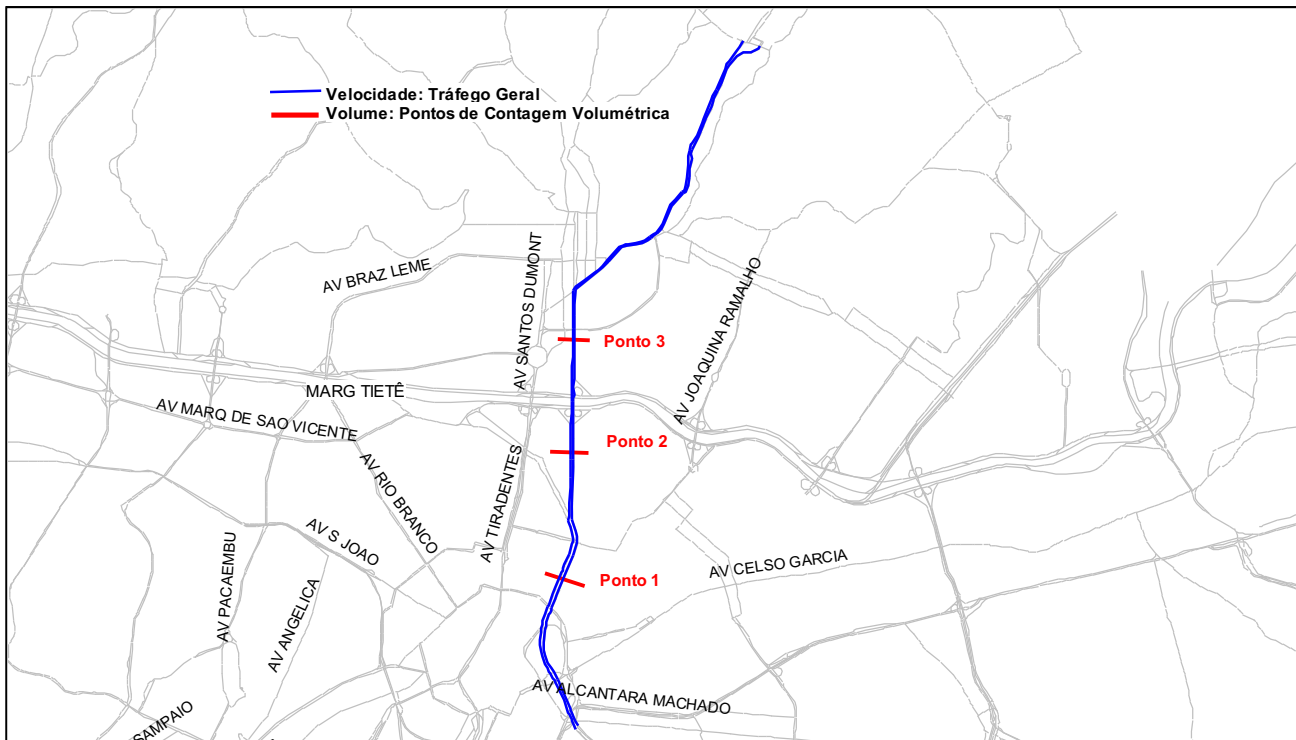 Velocidade: Tráfego Geral
Volume: Pontos de Contagem Volumétrica
AV BRAZ LEME
AV SANTOS DUMONT
AV JOAQUINA RAMALHO
Ponto 3
MARG TIETÊ
AV MARQ DE SAO VICENTE
Ponto 2
AV RIO BRANCO
AV TIRADENTES
AV S JOAO
AV PACAEMBU
AV ANGELICA
Ponto 1
AV CELSO GARCIA
AV ALCANTARA MACHADO
SAMPAIO